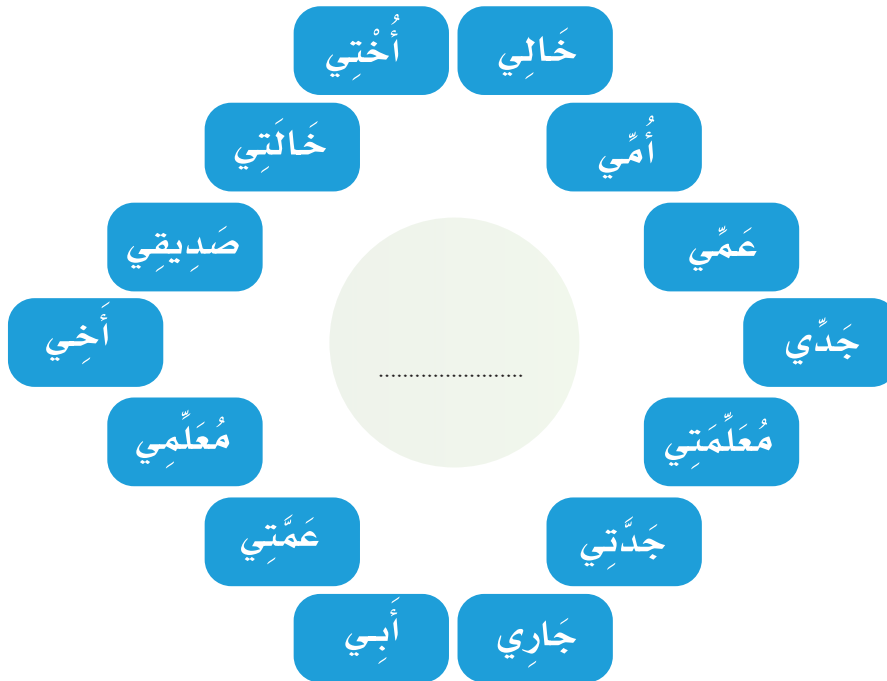 خَالِي
أُخْتِي
أُمِّي
خَالَتِي
عَمِّي
صَدِيقِي
جَدِّي
أَخِي
مُعَلِّمَتِي
مُعَلِّمِي
جَدَّتِي
عَمَّتِي
جَارِي
أَبِي
........................